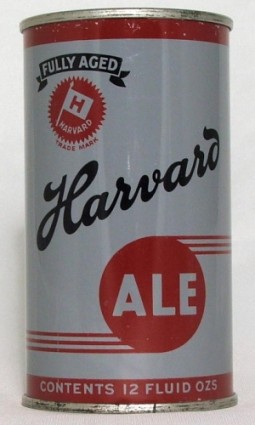 FULLY AGED
H
HARVARD
TRADE MARK
Harvard
ALE
CONTENTS 12 FLUID OZS